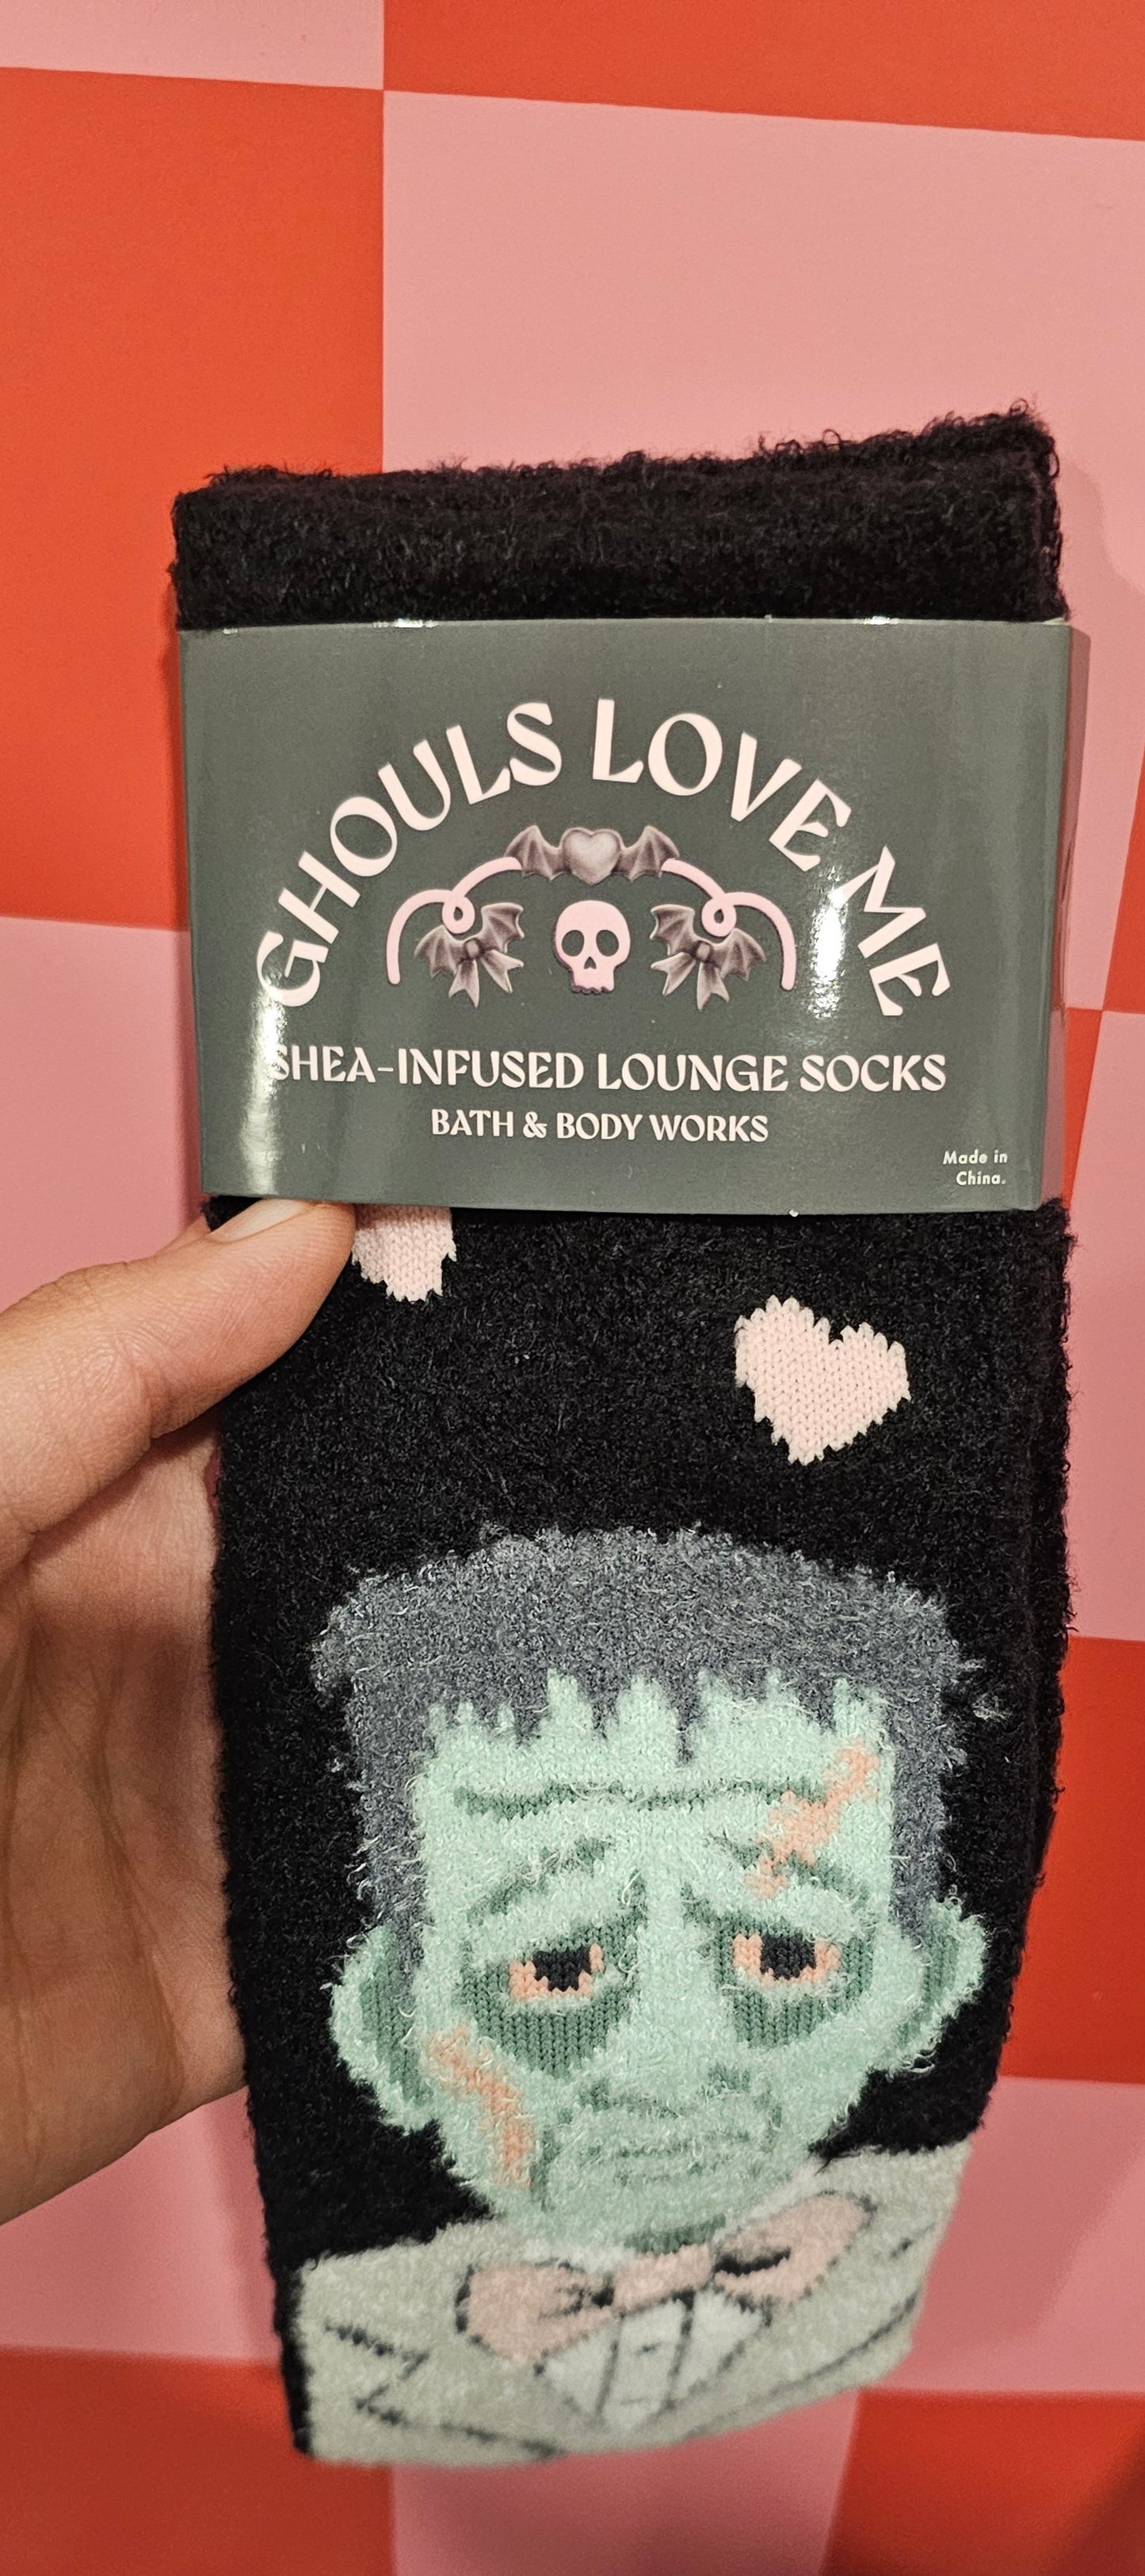 GHOULS LOVE ME
SHEA-INFUSED LOUNGE SOCKS
BATH & BODY WORKS
Made in
China.